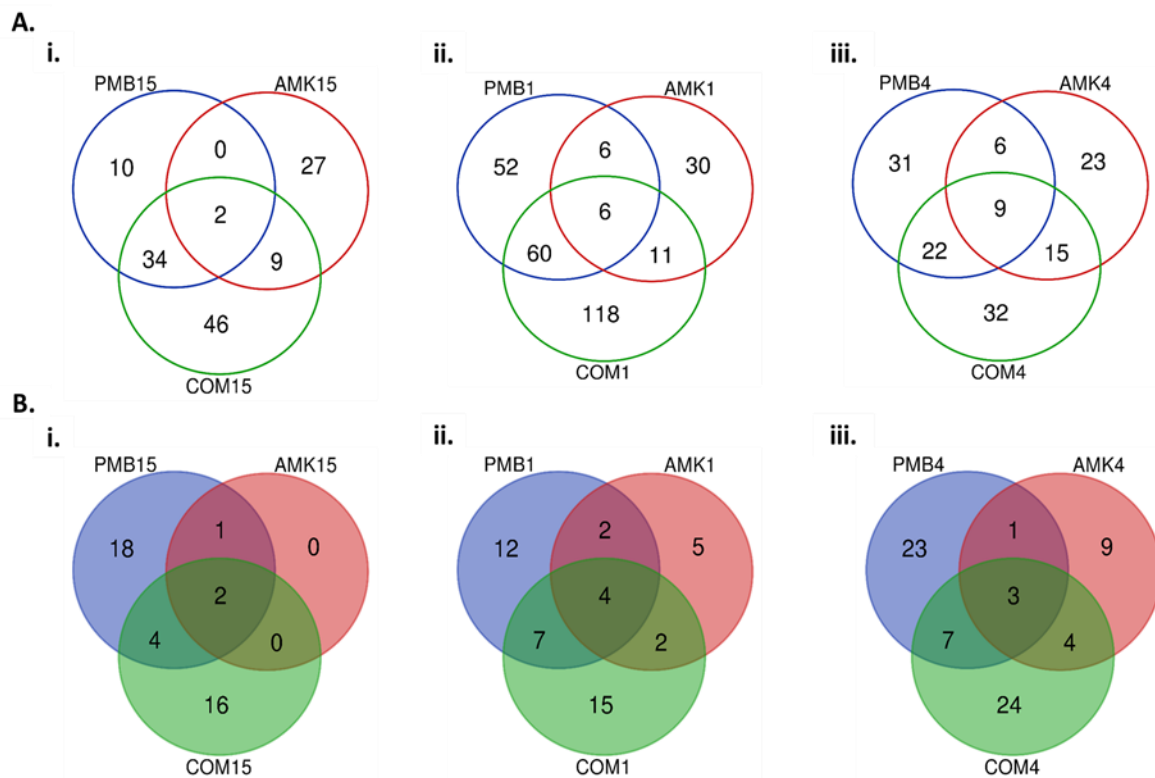 A.
i. ii. iii.
PMB15 AMK15 PMB1 AMK1 PMB4 AMK4
10 0 27 52 6 30 31 6 23
2 6 9
34 9 60 11 22 15
46 118 32
COM15 COM1 COM4
B.
i. ii. iii.
PMB15 AMK15 PMB1 AMK1 PMB4 AMK4
18 1 0 12 2 5 23 1 9
2 4 3
4 0 7 2 7 4
16 15 24
COM15 COM1 COM4